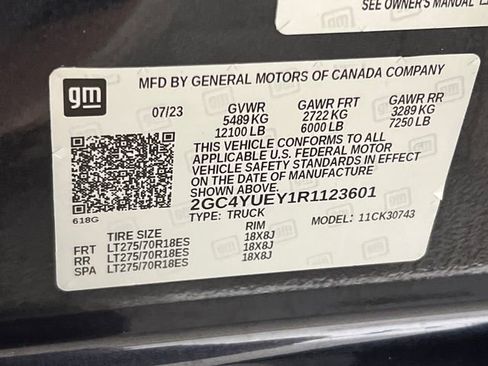 SEE OWNER'S MANUAL
gm
MFD BY GENERAL MOTORS OF CANADA COMPANY
07/23 GVWR GAWR FRT GAWR RR
5489 KG 2722 KG 3289 KG
12100 LB 6000 LB 7250 LB
THIS VEHICLE CONFORMS TO ALL
APPLICABLE U.S. FEDERAL MOTOR
VEHICLE SAFETY STANDARDS IN EFFECT
ON THE DATE OF MANUFACTURE
SHOWN ABOVE.
2GC4YUEY1R1123601
618G
TYPE: TRUCK MODEL: 11CK30743
TIRE SIZE RIM
FRT LT275/70R18ES 18X8J
RR LT275/70R18ES 18X8J
SPA LT275/70R18ES 18X8J